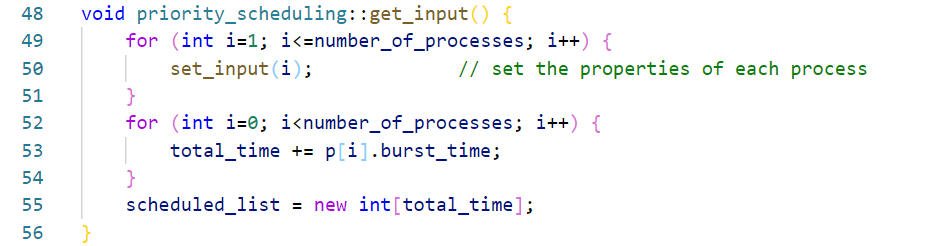 48 void priority_scheduling::get_input() {
49     for (int i=1; i<=number_of_processes; i++) {
50         set_input(i);             // set the properties of each process
51     }
52     for (int i=0; i<number_of_processes; i++) {
53         total_time += p[i].burst_time;
54     }
55     scheduled_list = new int[total_time];
56 }